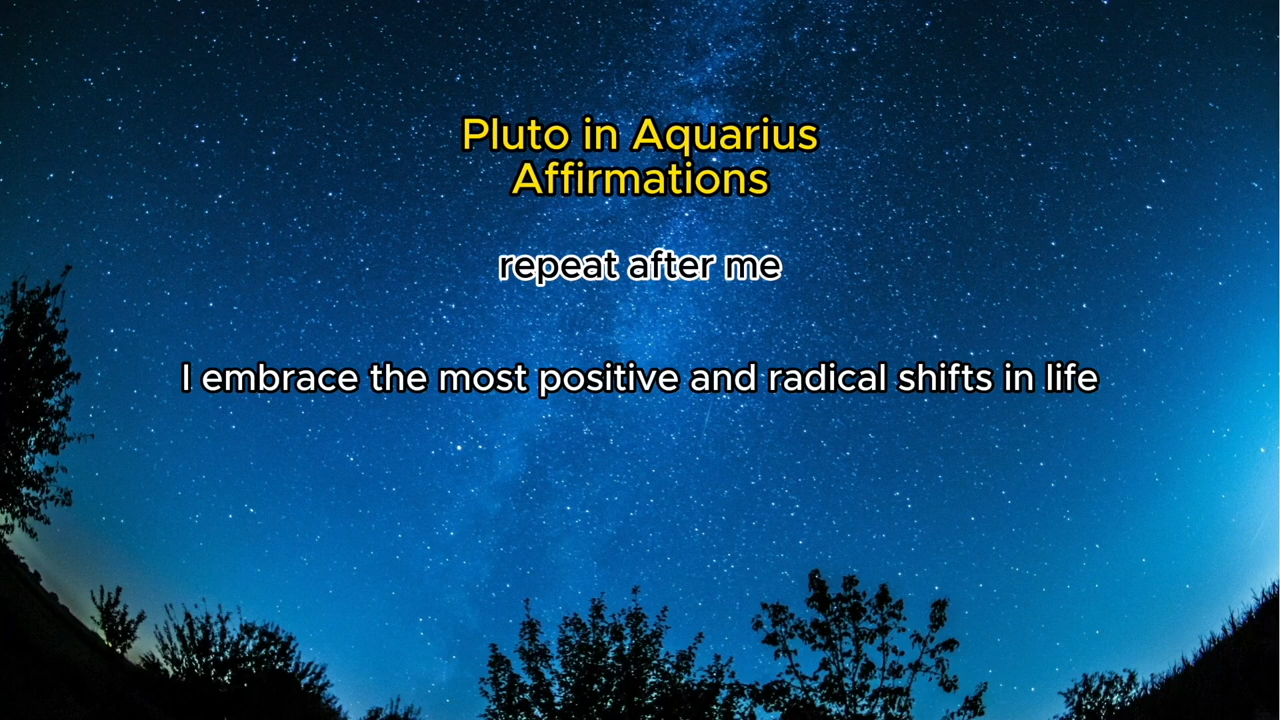 Pluto in Aquarius
Affirmations
repeat after me
I embrace the most positive and radical shifts in life